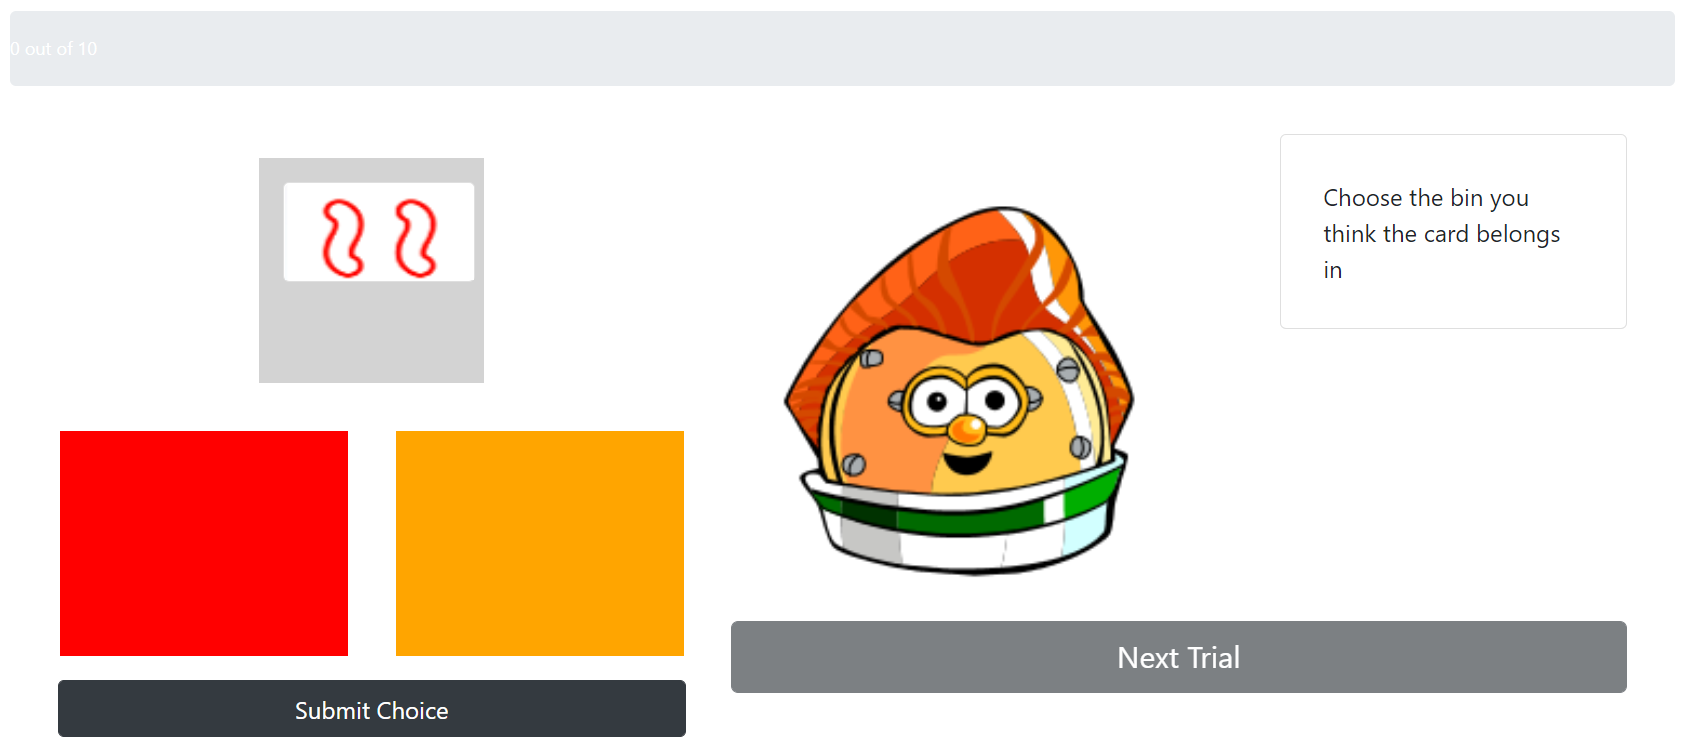 0 out of 10
Choose the bin you
think the card belongs
in
Next Trial
Submit Choice